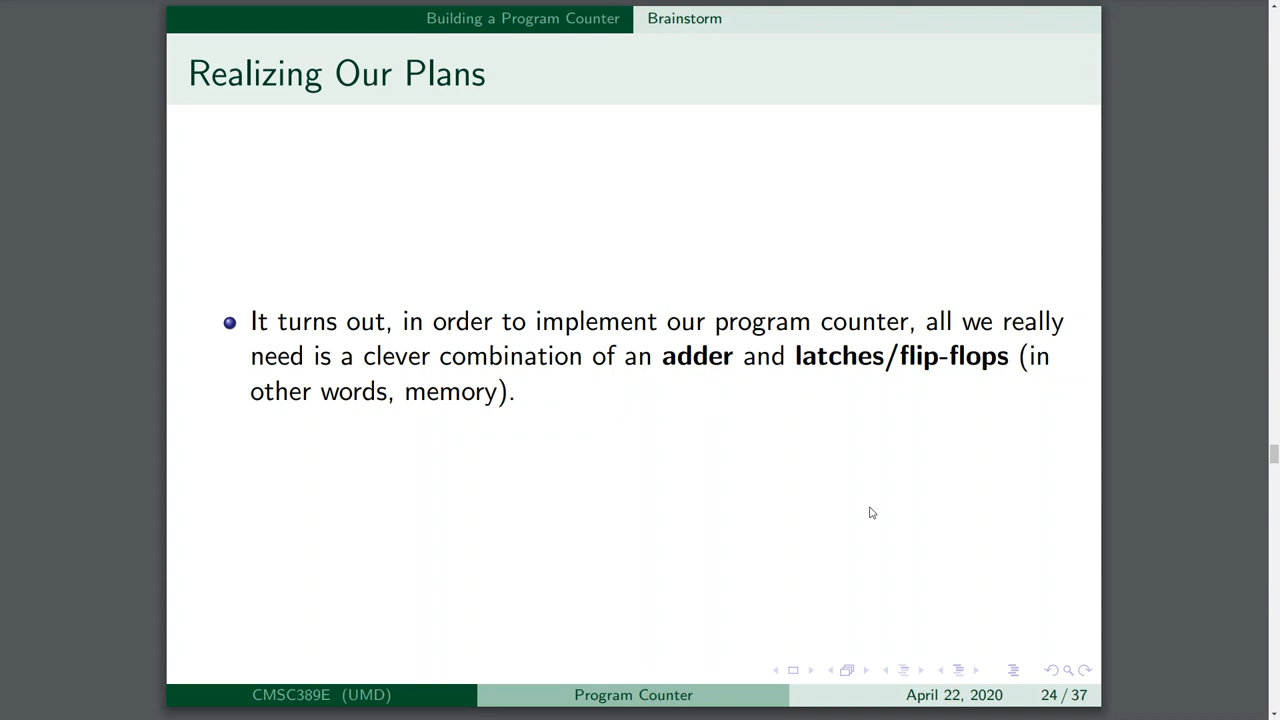 Building a Program Counter
Brainstorm
Realizing Our Plans
It turns out, in order to implement our program counter, all we really
need is a clever combination of an adder and latches/flip-flops (in
other words, memory).
CMSC389E (UMD)
Program Counter
April 22, 2020
24 / 37